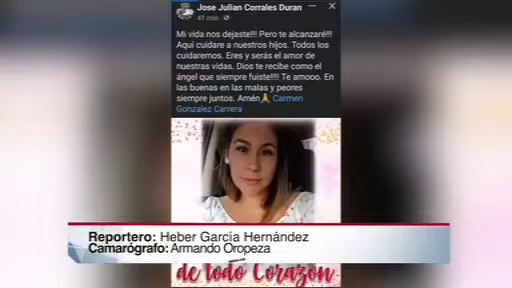 Jose Julian Corrales Duran
41 min
Mi vida nos dejaste!!! Pero te alcanzaré!!!
Aquí cuidare a nuestros hijos. Todos los
cuidaremos. Eres y serás el amor de
nuestras vidas. Dios te recibe como el
ángel que siempre fuiste!!!! Te amooo. En
las buenas en las malas y peores
siempre juntos. Amén🙏 Carmen
Gonzalez Carrera
Reportero: Heber García Hernández
Camarógrafo: Armando Oropeza
de todo Corazón